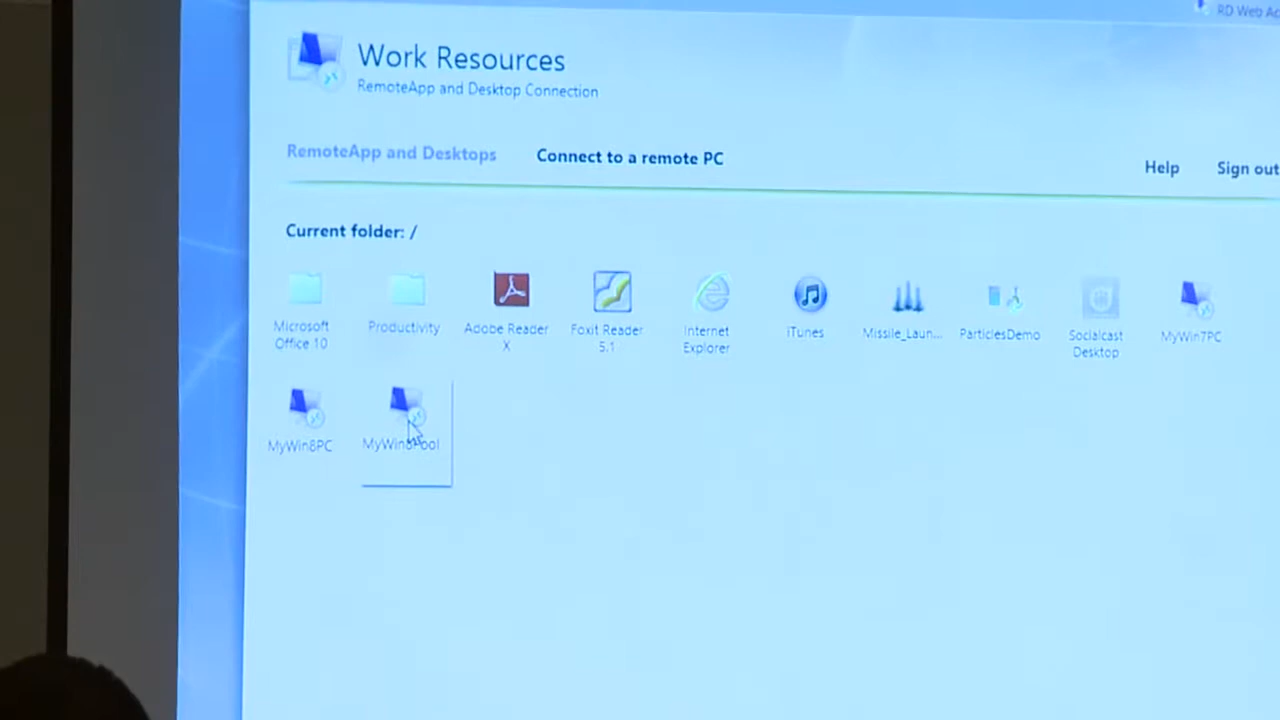 RD Web Ac
Work Resources
RemoteApp and Desktop Connection
RemoteApp and Desktops
Connect to a remote PC
Help
Sign out
Current folder: /
Microsoft
Office 10
Productivity
Adobe Reader
X
Foxit Reader
5.1
Internet
Explorer
iTunes
Missile_Laun...
ParticlesDemo
Socialcast
Desktop
MyWin7PC
MyWin8PC
MyWin8Pool